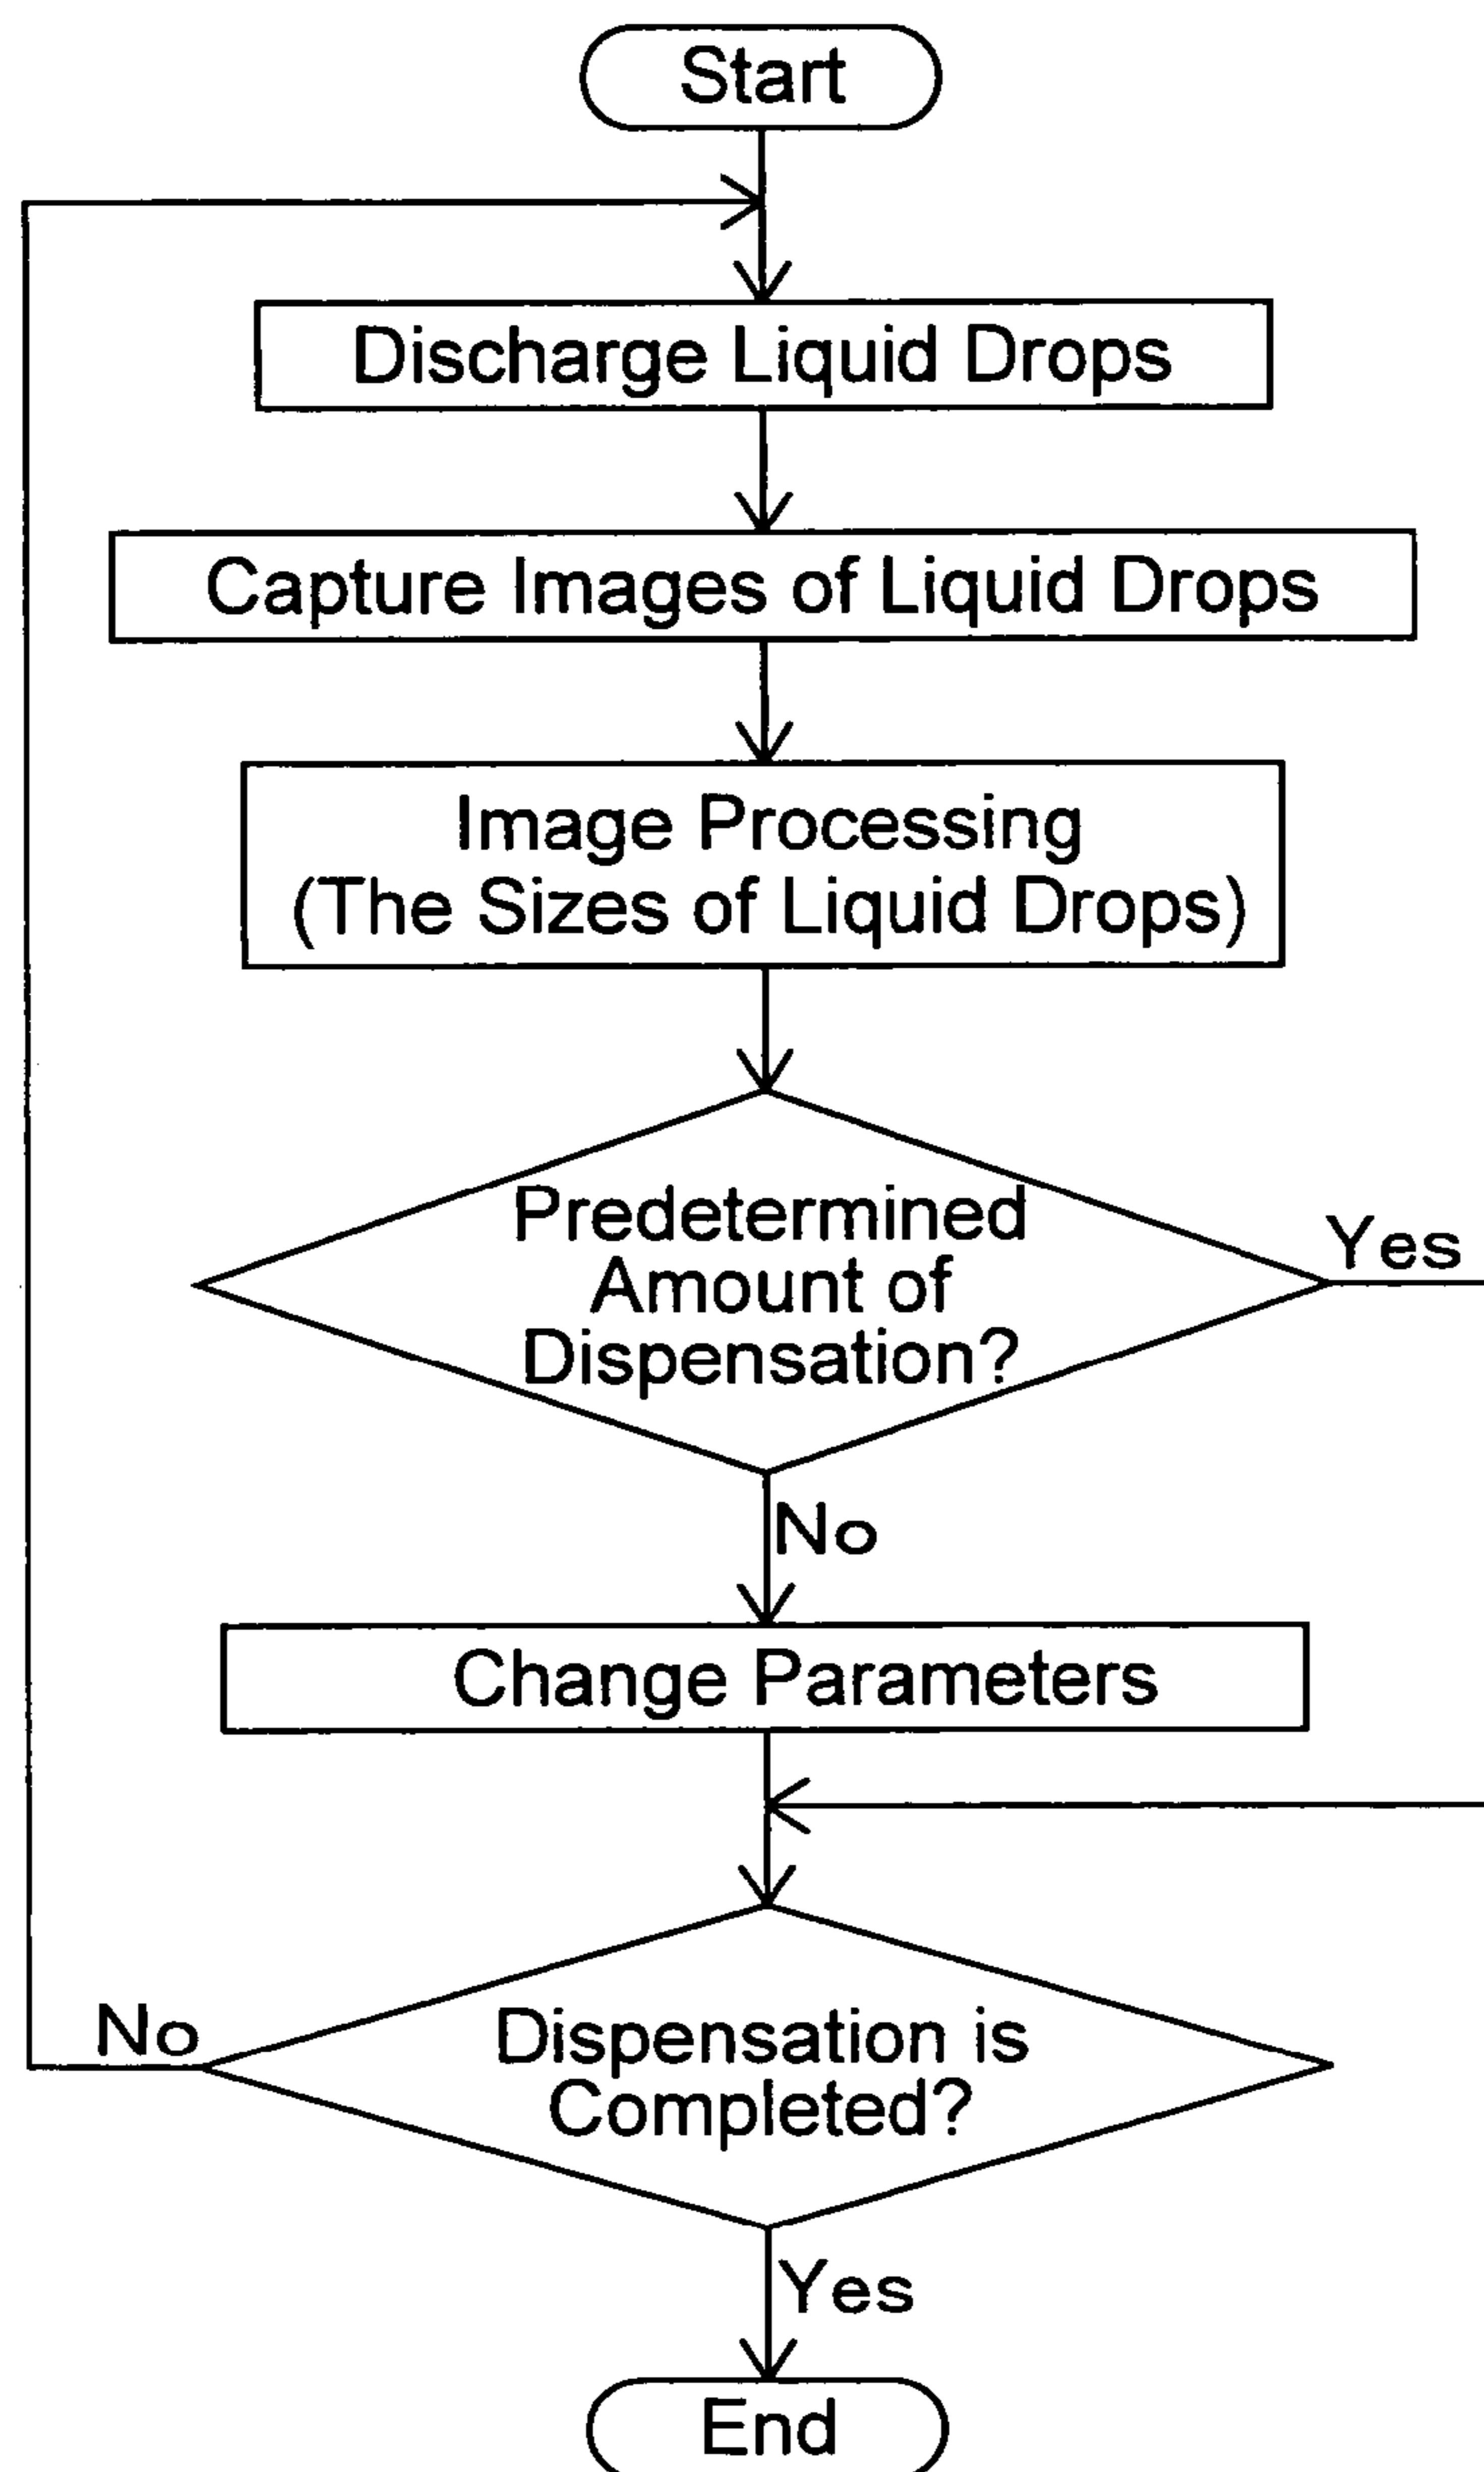 Start
Discharge Liquid Drops
Capture Images of Liquid Drops
Image Processing
(The Sizes of Liquid Drops)
Predetermined
Amount of
Dispensation?
Yes
No
Change Parameters
No
Dispensation is
Completed?
Yes
End